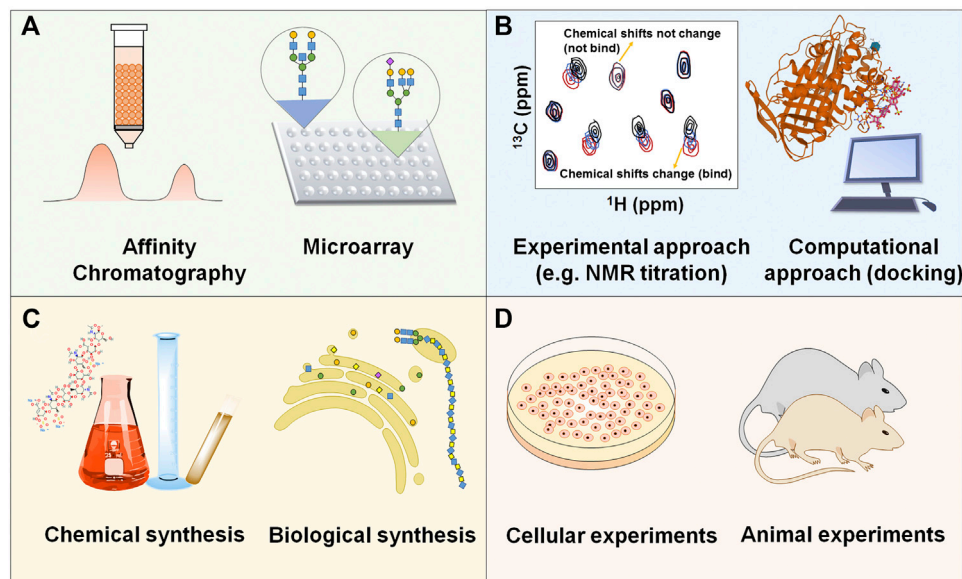 A
Affinity
Chromatography
Microarray
B
Chemical shifts not change
(not bind)
13C (ppm)
Chemical shifts change (bind)
1H (ppm)
Experimental approach
(e.g. NMR titration)
Computational
approach (docking)
C
Chemical synthesis
Biological synthesis
D
Cellular experiments
Animal experiments